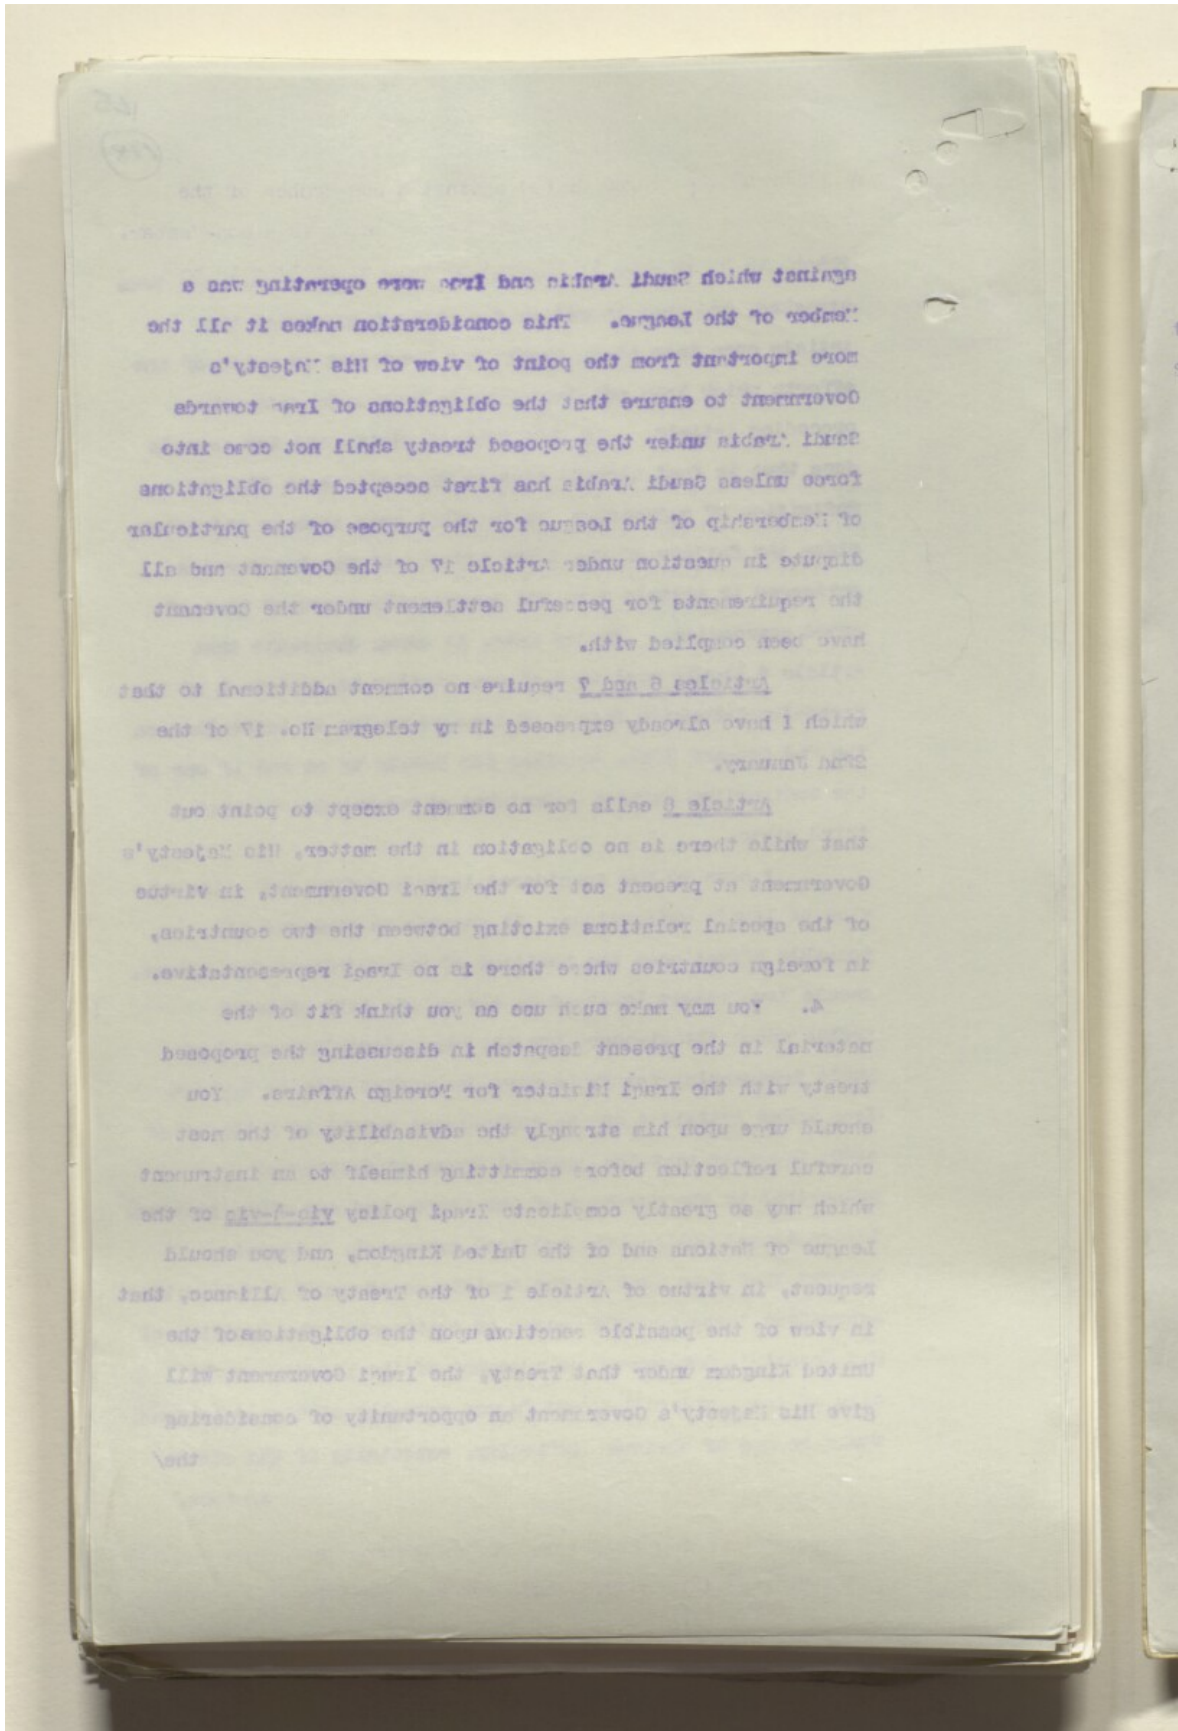 against which Saudi Arabia and Iraq were operating was a
Member of the League. This consideration makes it all the
more important from the point of view of His Majesty's
Government to ensure that the obligations of Iraq towards
Saudi Arabia under the proposed treaty shall not come into
force unless Saudi Arabia has first accepted the obligations
of Membership of the League for the purpose of the particular
dispute in question under Article 17 of the Covenant and all
the requirements for peaceful settlement under the Covenant
have been complied with.
Articles 6 and 7 require no comment additional to that
which I have already expressed in my telegram No. 17 of the
22nd January.
Article 8 calls for no comment except to point out
that while there is no obligation in the matter, His Majesty's
Government at present act for the Iraqi Government, in virtue
of the special relations existing between the two countries,
in foreign countries where there is no Iraqi representative.
4. You may make such use as you think fit of the
material in the present despatch in discussing the proposed
treaty with the Iraqi Minister for Foreign Affairs. You
should urge upon him strongly the advisability of the most
careful reflection before committing himself to an instrument
which may so greatly complicate Iraqi policy vis-à-vis of the
League of Nations and of the United Kingdom, and you should
request, in virtue of Article 1 of the Treaty of Alliance, that
in view of the possible reaction upon the obligations of the
United Kingdom under that Treaty, the Iraqi Government will
give His Majesty's Government an opportunity of considering
the/